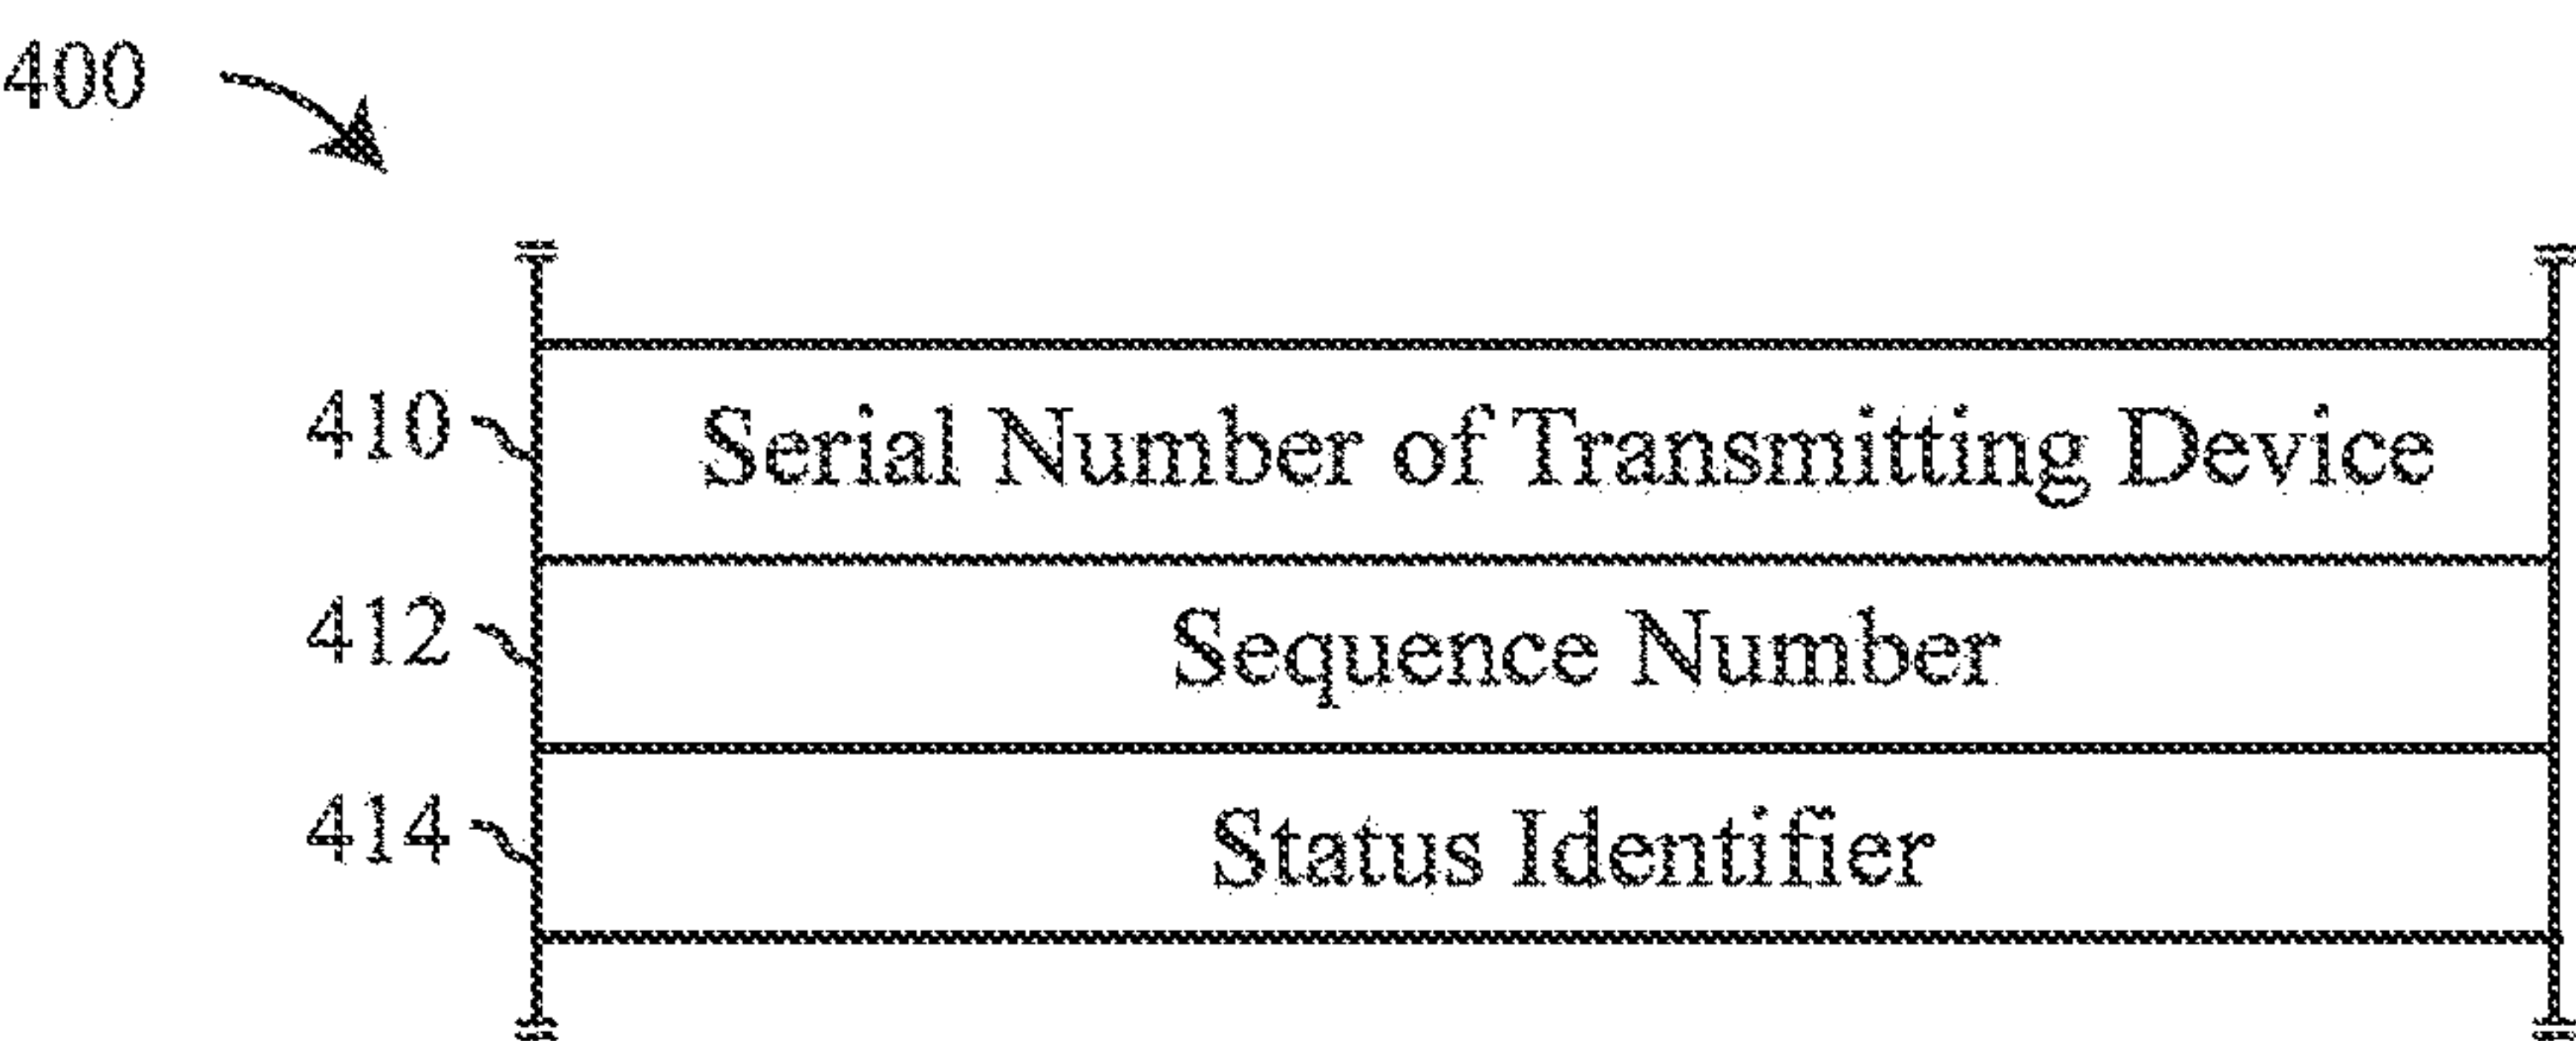 400
410 Serial Number of Transmitting Device
412 Sequence Number
414 Status Identifier